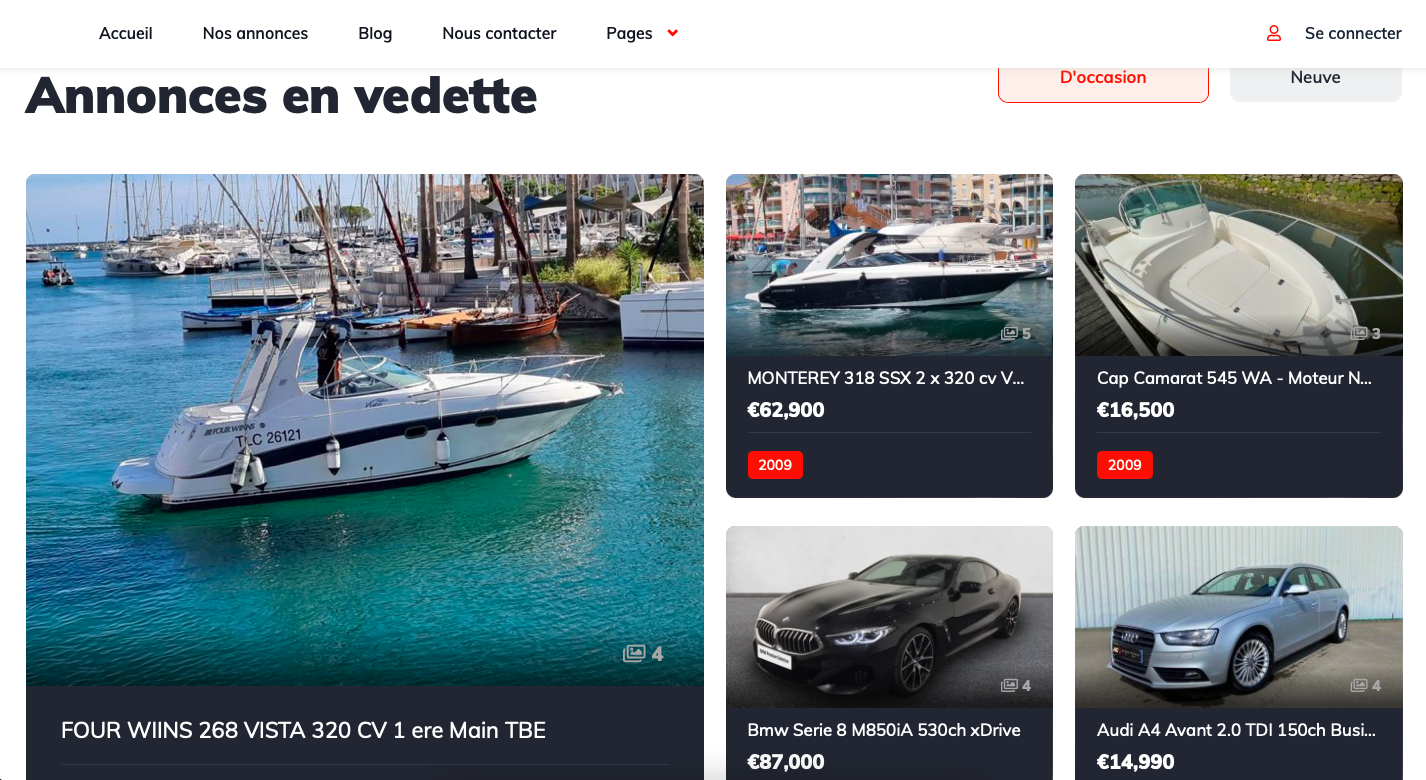 Accueil
Nos annonces
Blog
Nous contacter
Pages
Se connecter
Annonces en vedette
D'occasion
Neuve
FOUR WINNS
TLC 26121
4
FOUR WIINS 268 VISTA 320 CV 1 ere Main TBE
5
MONTEREY 318 SSX 2 x 320 cv V...
€62,900
2009
3
Cap Camarat 545 WA - Moteur N...
€16,500
2009
4
Bmw Serie 8 M850iA 530ch xDrive
€87,000
4
Audi A4 Avant 2.0 TDI 150ch Busi...
€14,990